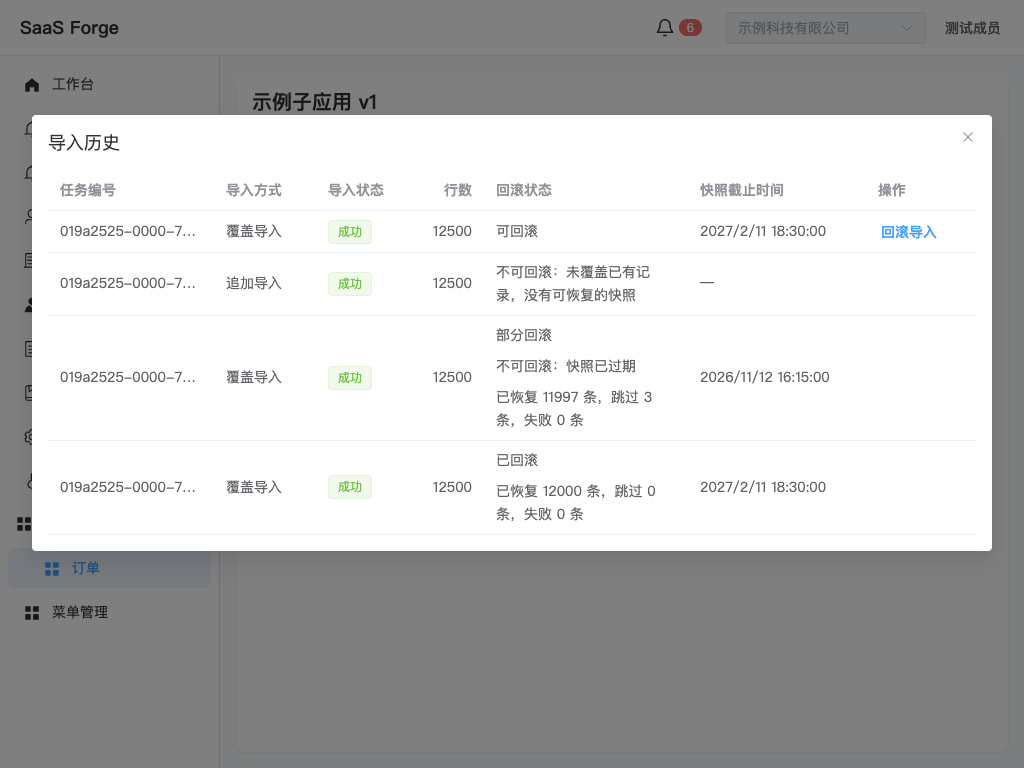 SaaS Forge
6
示例科技有限公司
测试成员
工作台
示例子应用 v1
导入历史
任务编号 导入方式 导入状态 行数 回滚状态 快照截止时间 操作
019a2525-0000-7... 覆盖导入 成功 12500 可回滚 2027/2/11 18:30:00 回滚导入
019a2525-0000-7... 追加导入 成功 12500 不可回滚：未覆盖已有记
录，没有可恢复的快照 —
019a2525-0000-7... 覆盖导入 成功 12500 部分回滚
不可回滚：快照已过期
已恢复 11997 条，跳过 3
条，失败 0 条 2026/11/12 16:15:00
019a2525-0000-7... 覆盖导入 成功 12500 已回滚
已恢复 12000 条，跳过 0
条，失败 0 条 2027/2/11 18:30:00
订单
菜单管理